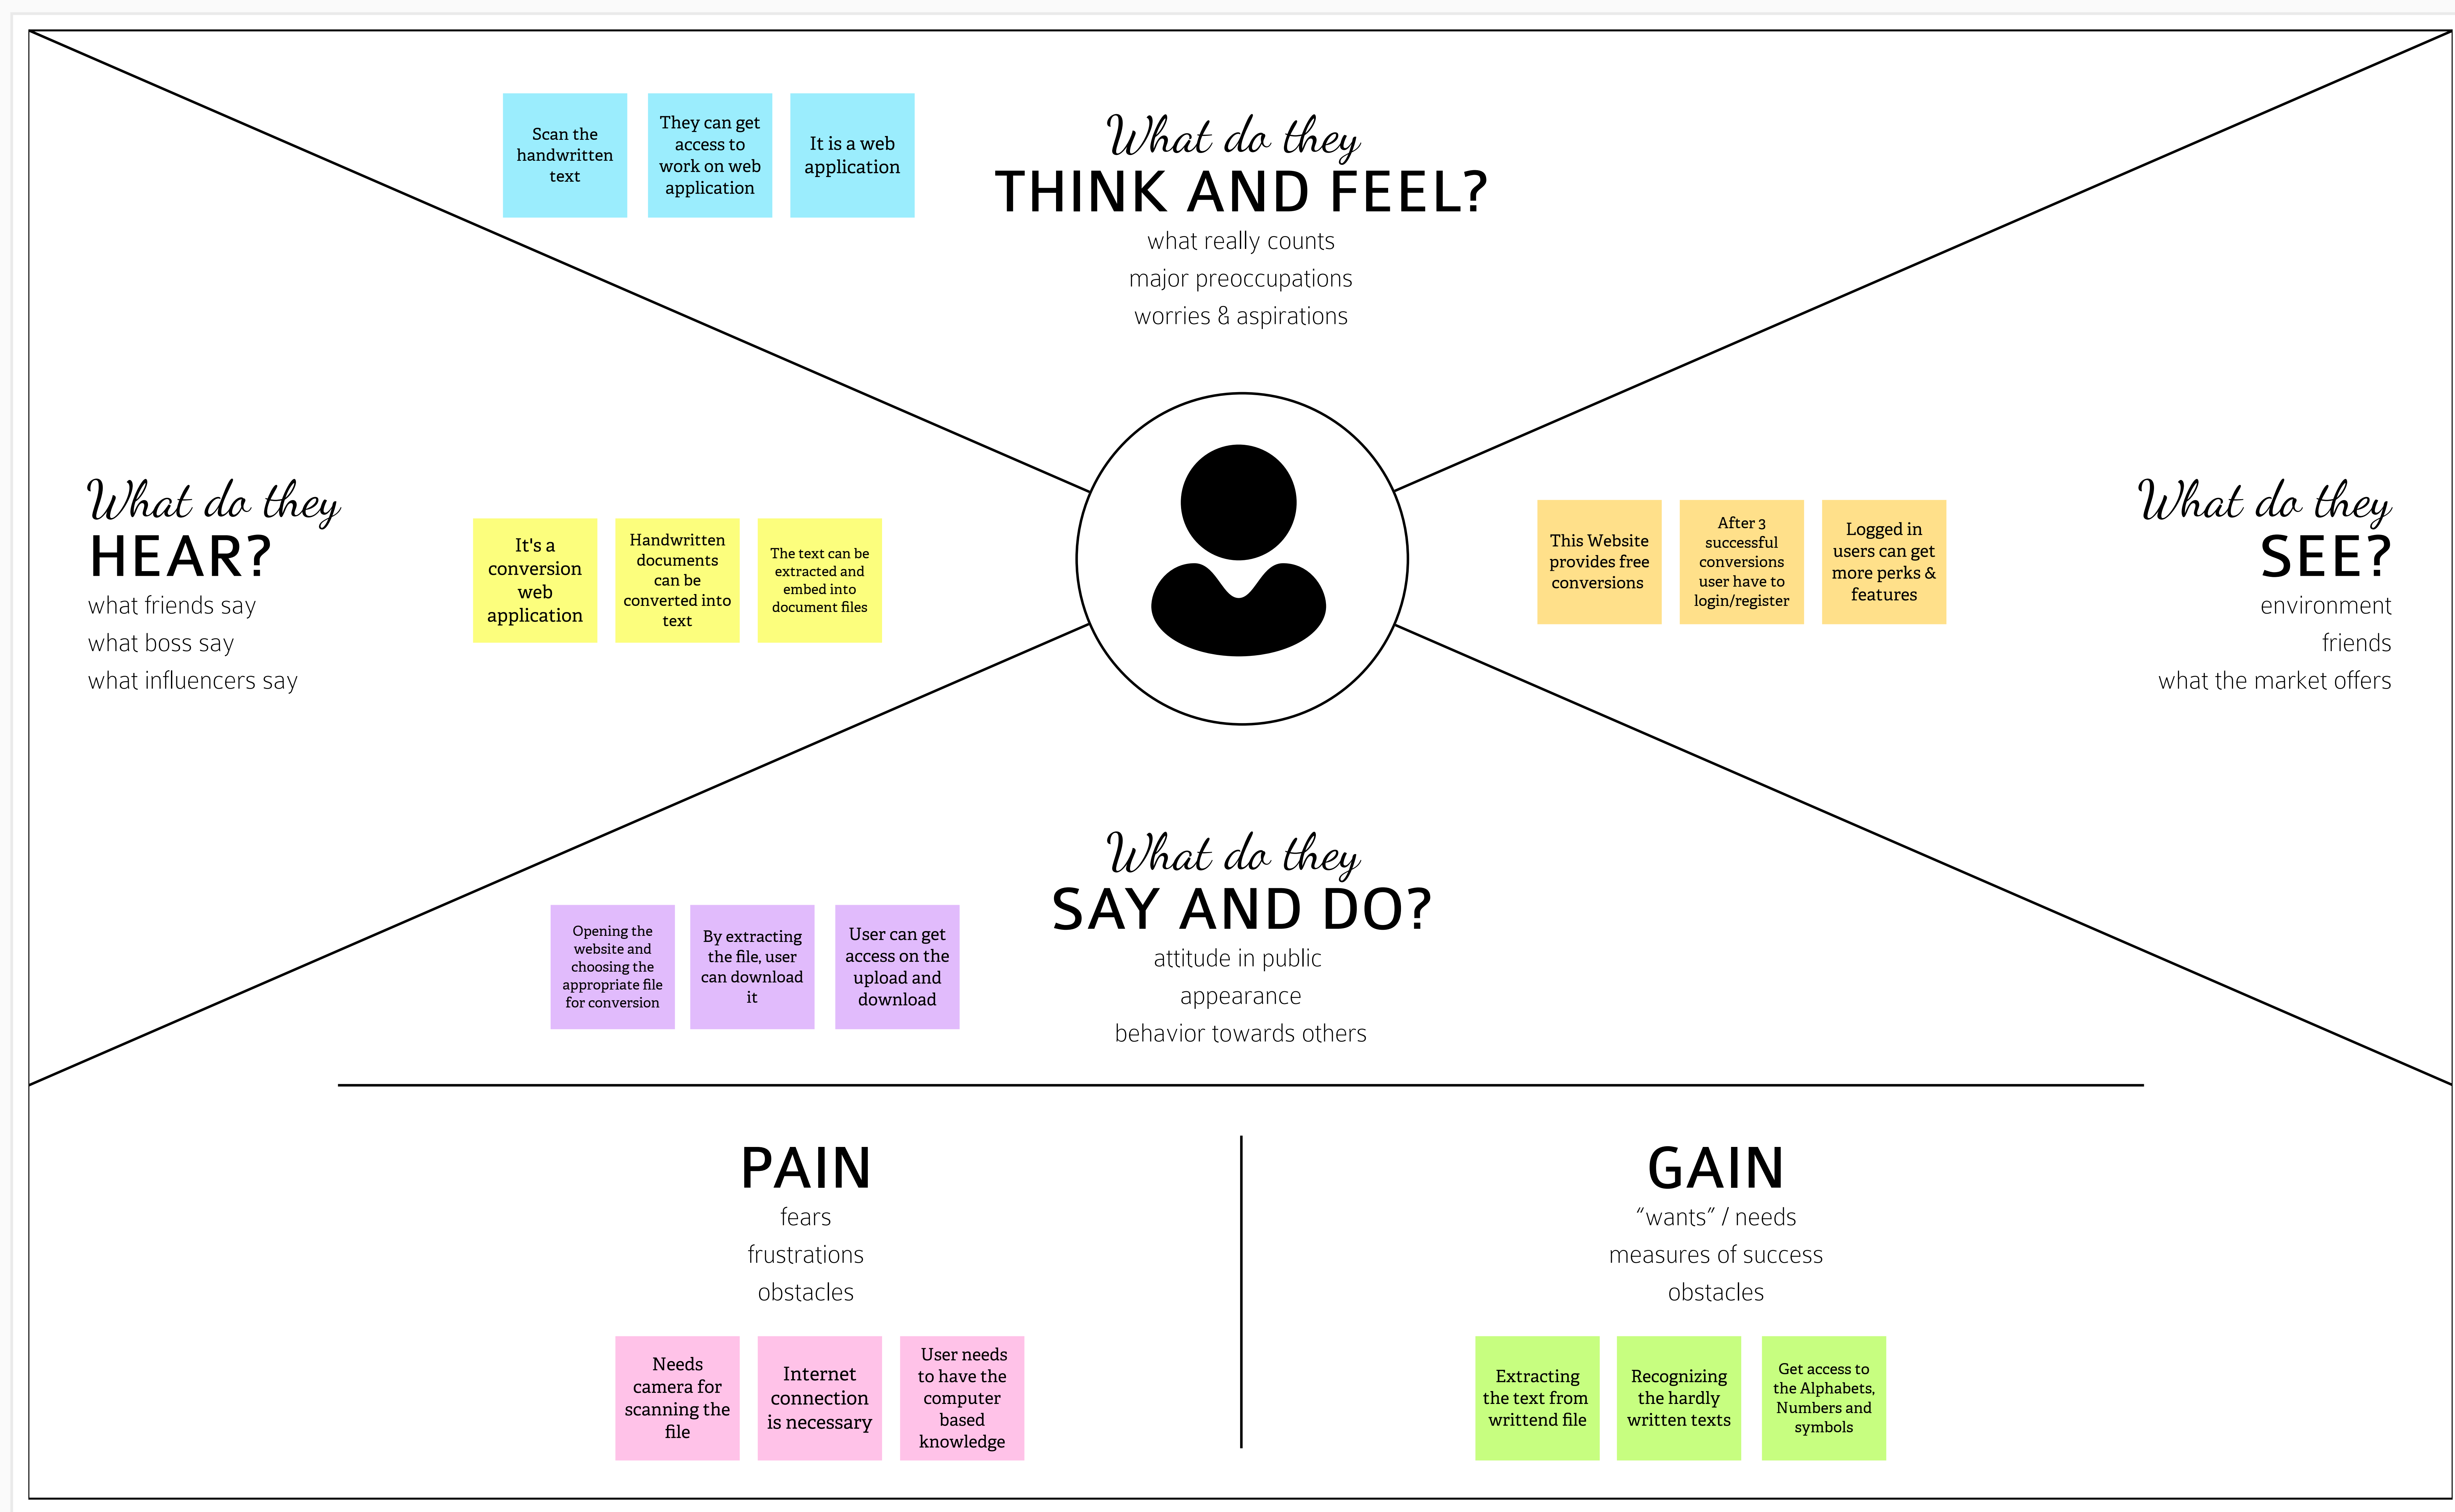 Scan the
handwritten
text
They can get
access to
work on web
application
It is a web
application
What do they
THINK AND FEEL?
what really counts
major preoccupations
worries & aspirations
What do they
HEAR?
what friends say
what boss say
what influencers say
It's a
conversion
web
application
Handwritten
documents
can be
converted into
text
The text can be
extracted and
embed into
document files
This Website
provides free
conversions
After 3
successful
conversions
user have to
login/register
Logged in
users can get
more perks &
features
What do they
SEE?
environment
friends
what the market offers
What do they
SAY AND DO?
attitude in public
appearance
behavior towards others
Opening the
website and
choosing the
appropriate file
for conversion
By extracting
the file, user
can download
it
User can get
access on the
upload and
download
PAIN
fears
frustrations
obstacles
Needs
camera for
scanning the
file
Internet
connection
is necessary
User needs
to have the
computer
based
knowledge
GAIN
“wants” / needs
measures of success
obstacles
Extracting
the text from
writtend file
Recognizing
the hardly
written texts
Get access to
the Alphabets,
Numbers and
symbols